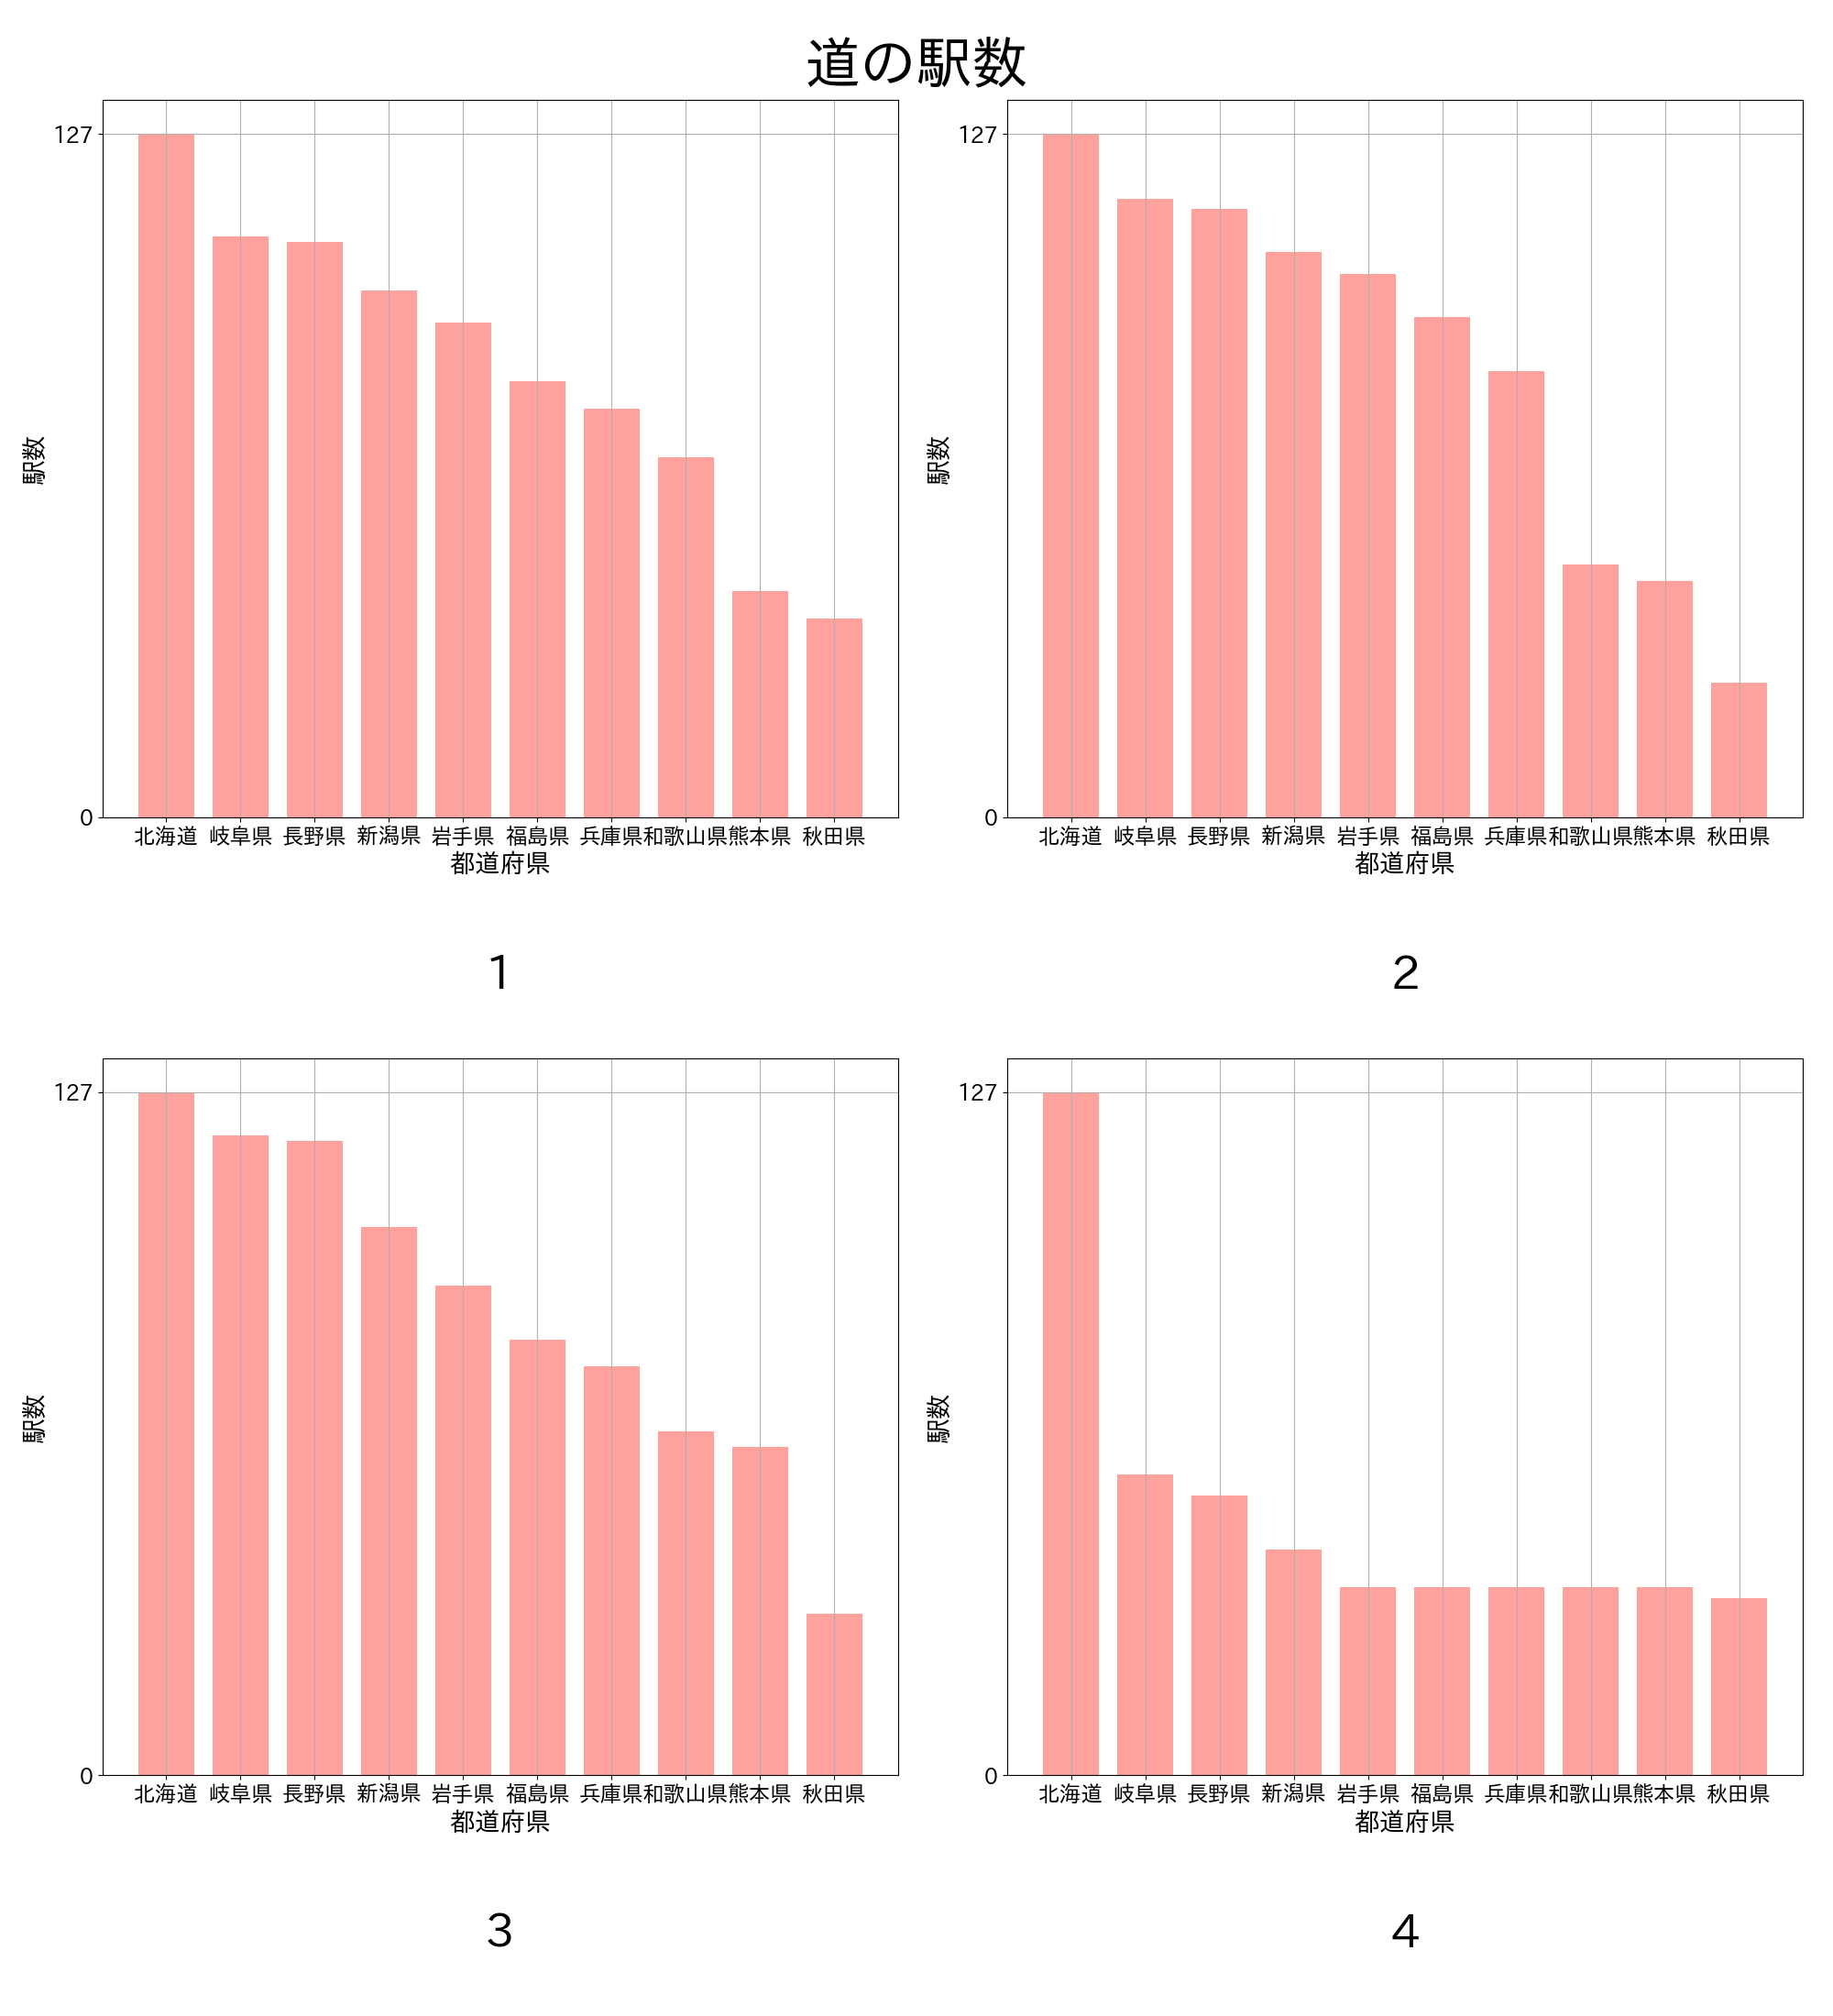 道の駅数
127
0
駅数
北海道 岐阜県 長野県 新潟県 岩手県 福島県 兵庫県 和歌山県 熊本県 秋田県
都道府県
1
127
0
駅数
北海道 岐阜県 長野県 新潟県 岩手県 福島県 兵庫県 和歌山県 熊本県 秋田県
都道府県
2
127
0
駅数
北海道 岐阜県 長野県 新潟県 岩手県 福島県 兵庫県 和歌山県 熊本県 秋田県
都道府県
3
127
0
駅数
北海道 岐阜県 長野県 新潟県 岩手県 福島県 兵庫県 和歌山県 熊本県 秋田県
都道府県
4